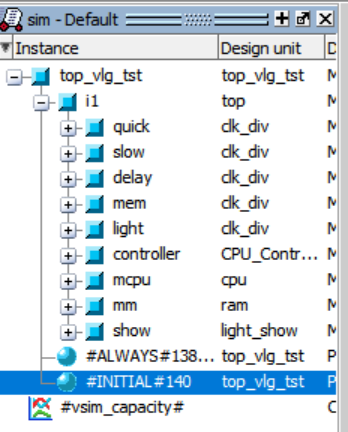 sim - Default
Instance Design unit D
top_vlg_tst top_vlg_tst M
i1 top M
quick clk_div M
slow clk_div M
delay clk_div M
mem clk_div M
light clk_div M
controller CPU_Contr... M
mcpu cpu M
mm ram M
show light_show M
#ALWAYS#138... top_vlg_tst P
#INITIAL#140 top_vlg_tst P
#vsim_capacity# C